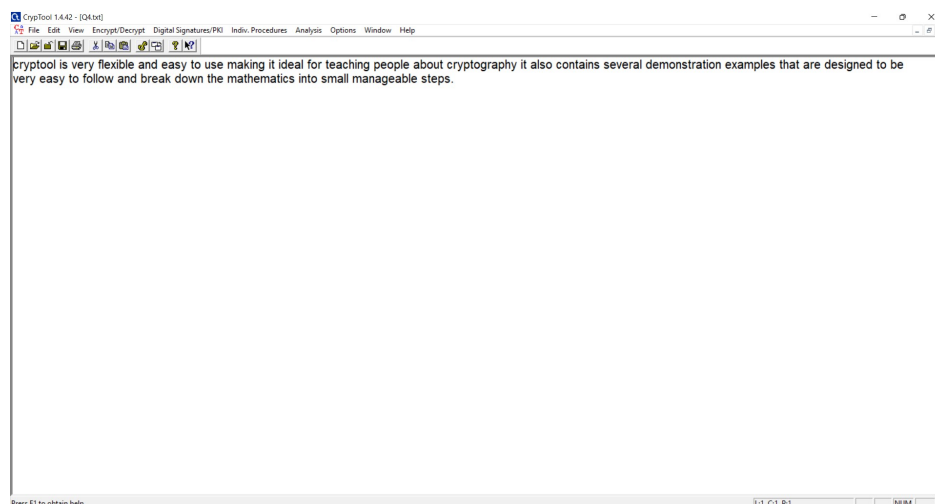 CrypTool 1.4.42 - [Q4.txt]
File Edit View Encrypt/Decrypt Digital Signatures/PKI Indiv. Procedures Analysis Options Window Help
cryptool is very flexible and easy to use making it ideal for teaching people about cryptography it also contains several demonstration examples that are designed to be
very easy to follow and break down the mathematics into small manageable steps.
Press F1 to obtain help. L:1 C:1 P:1 NUM